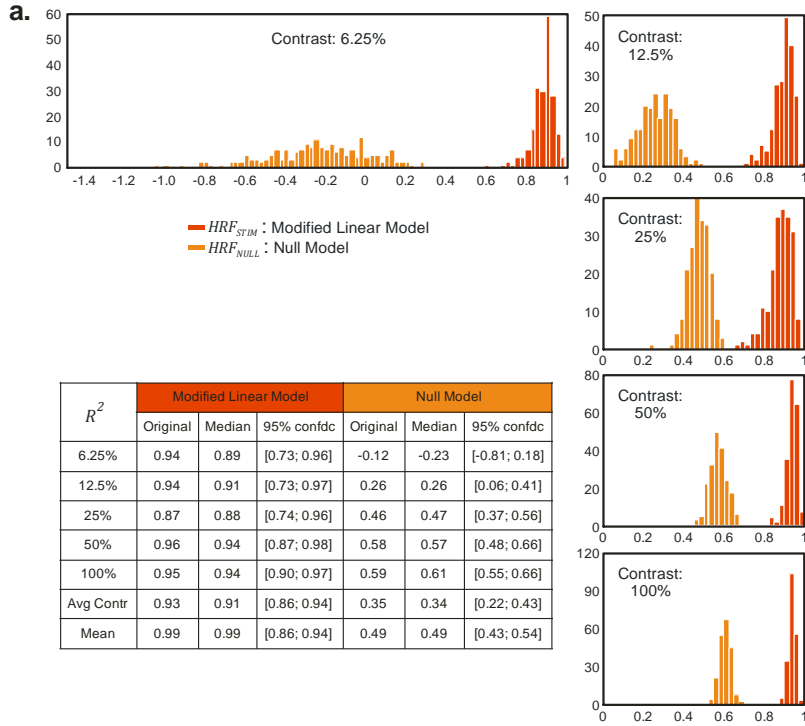 a.
Contrast: 6.25%
60
50
40
30
20
10
0
-1.4 -1.2 -1.0 -0.8 -0.6 -0.4 -0.2 0 0.2 0.4 0.6 0.8 1
Contrast:
12.5%
50
40
30
20
10
0
0 0.2 0.4 0.6 0.8 1
HRF_STIM : Modified Linear Model
HRF_NULL : Null Model
Contrast:
25%
40
30
20
10
0
0 0.2 0.4 0.6 0.8 1
R² Modified Linear Model Null Model
Original Median 95% confdc Original Median 95% confdc
6.25% 0.94 0.89 [0.73; 0.96] -0.12 -0.23 [-0.81; 0.18]
12.5% 0.94 0.91 [0.73; 0.97] 0.26 0.26 [0.06; 0.41]
25% 0.87 0.88 [0.74; 0.96] 0.46 0.47 [0.37; 0.56]
50% 0.96 0.94 [0.87; 0.98] 0.58 0.57 [0.48; 0.66]
100% 0.95 0.94 [0.90; 0.97] 0.59 0.61 [0.55; 0.66]
Avg Contr 0.93 0.91 [0.86; 0.94] 0.35 0.34 [0.22; 0.43]
Mean 0.99 0.99 [0.86; 0.94] 0.49 0.49 [0.43; 0.54]
Contrast:
50%
80
60
40
20
0
0 0.2 0.4 0.6 0.8 1
Contrast:
100%
120
90
60
30
0
0 0.2 0.4 0.6 0.8 1